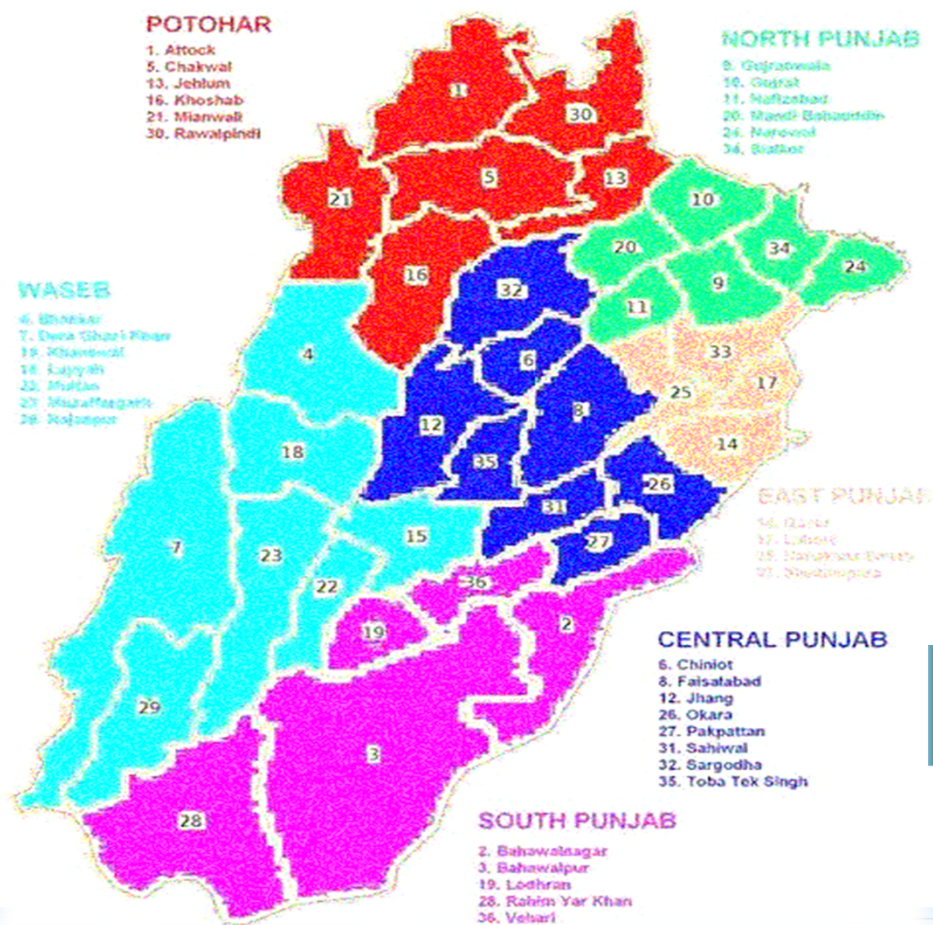 POTOHAR
1. Attock
5. Chakwal
13. Jehlum
16. Khoshab
21. Mianwali
30. Rawalpindi
NORTH PUNJAB
9. Gujranwala
10. Gujrat
11. Hafizabad
20. Mandi Bahauddin
24. Narowal
34. Sialkot
1
30
5
13
21
10
20
34
24
16
32
9
11
WASEB
4. Bhakkar
7. Dera Khan
Khanewal
18. Layyah
22. Multan
23. Muzaffargarh
29. Rajanpur
4
6
33
17
25
8
12
14
18
35
26
31
15
27
7
23
22
36
19
2
29
3
28
EAST PUNJAB
17. Lahore
CENTRAL PUNJAB
6. Chiniot
8. Faisalabad
12. Jhang
26. Okara
27. Pakpattan
31. Sahiwal
32. Sargodha
35. Toba Tek Singh
SOUTH PUNJAB
2. Bahawalnagar
3. Bahawalpur
19. Lodhran
28. Rahim Yar Khan
36. Vehari